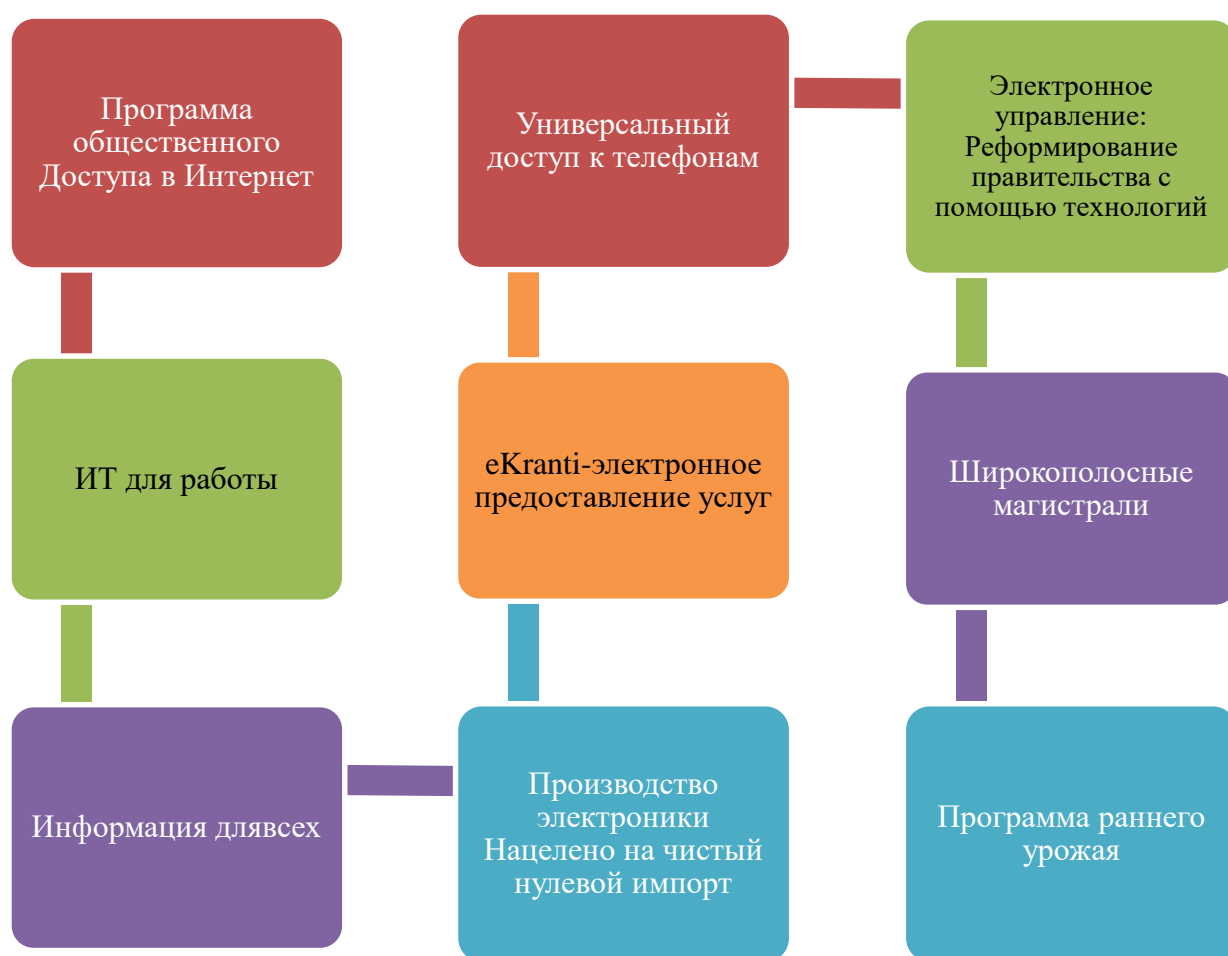 Программа
общественного
Доступа в Интернет
ИТ для работы
Информация длявсех
Производство
электроники
Нацелено на чистый
нулевой импорт
eKranti-электронное
предоставление услуг
Универсальный
доступ к телефонам
Электронное
управление:
Реформирование
правительства с
помощью технологий
Широкополосные
магистрали
Программа раннего
урожая